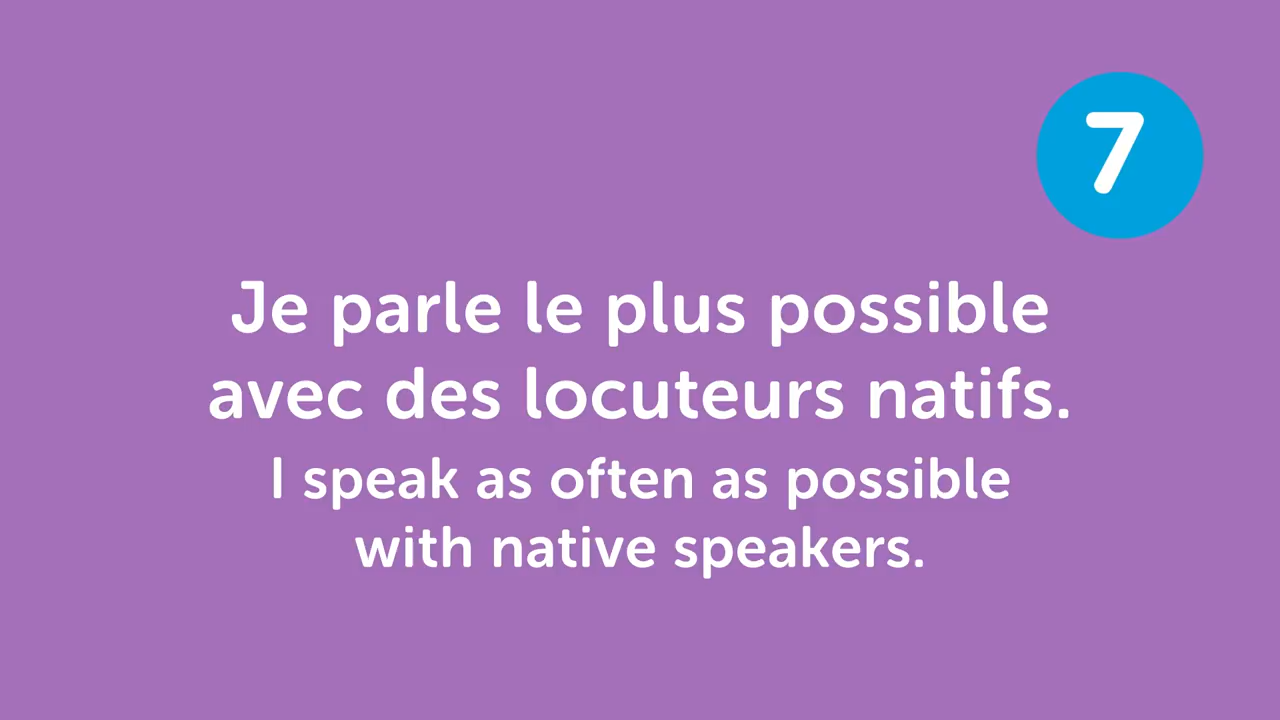 7
Je parle le plus possible
avec des locuteurs natifs.
I speak as often as possible
with native speakers.